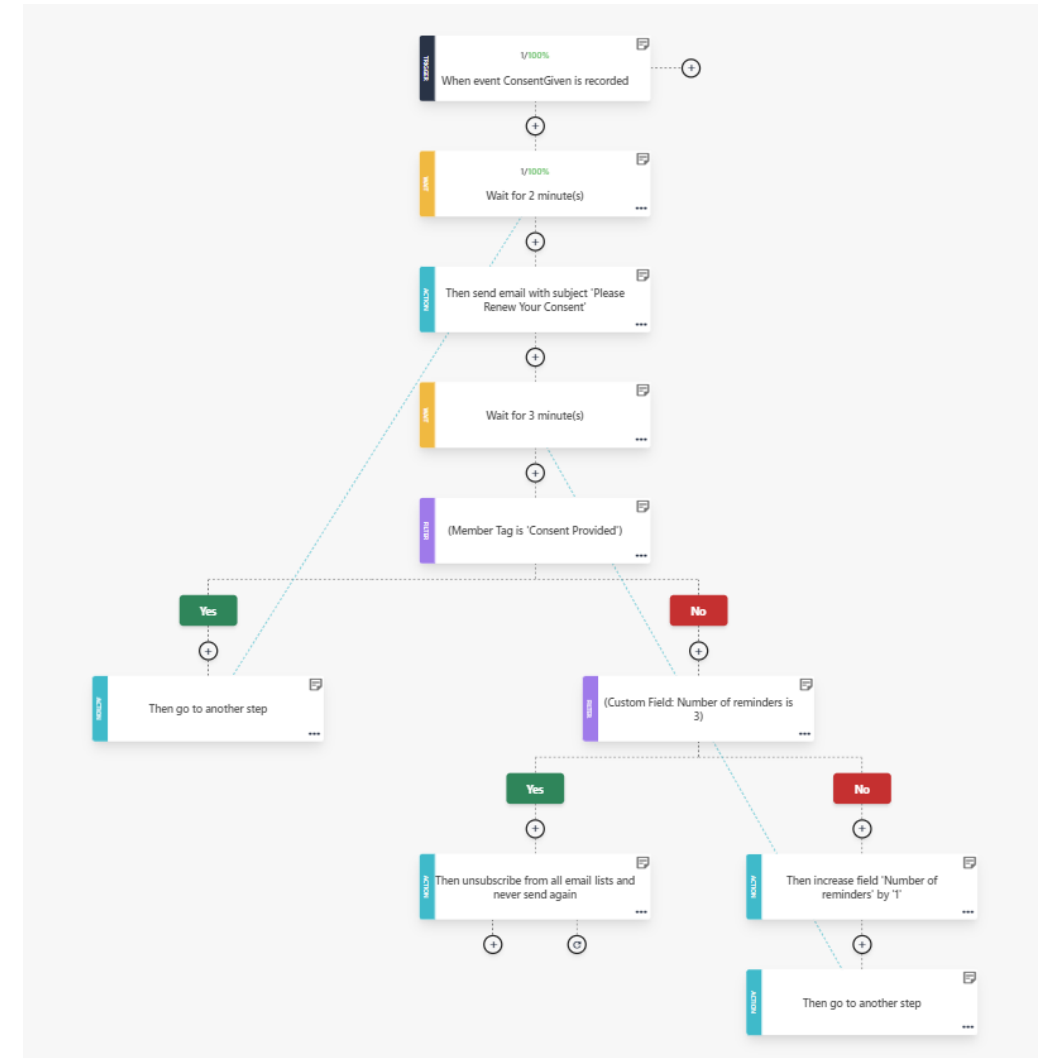 TRIGGER
1/100%
When event ConsentGiven is recorded
WAIT
1/100%
Wait for 2 minute(s)
ACTION
Then send email with subject 'Please
Renew Your Consent'
WAIT
Wait for 3 minute(s)
FILTER
(Member Tag is 'Consent Provided')
Yes
No
ACTION
Then go to another step
FILTER
(Custom Field: Number of reminders is
3)
Yes
No
ACTION
Then unsubscribe from all email lists and
never send again
ACTION
Then increase field 'Number of
reminders' by '1'
ACTION
Then go to another step